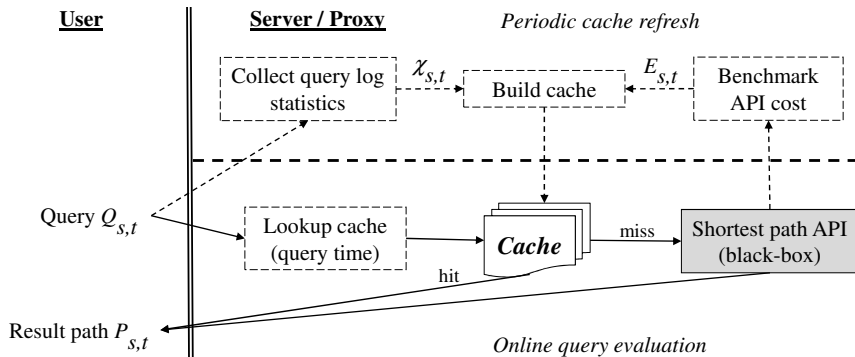 User
Server / Proxy
Periodic cache refresh
Collect query log
statistics
χs,t
Build cache
Es,t
Benchmark
API cost
Query Qs,t
Lookup cache
(query time)
Cache
miss
Shortest path API
(black-box)
hit
Result path Ps,t
Online query evaluation